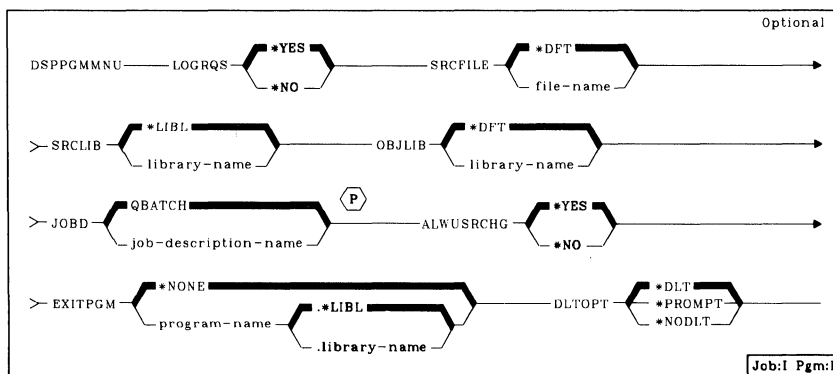 Optional
DSPPGMMNU LOGRQS *YES *NO SRCFILE *DFT file-name
SRCLIB *LIBL library-name OBJLIB *DFT library-name
JOBD QBATCH job-description-name P ALWUSRCHG *YES *NO
EXITPGM *NONE program-name .*LIBL .library-name DLTOPT *DLT *PROMPT *NODLT
Job:I